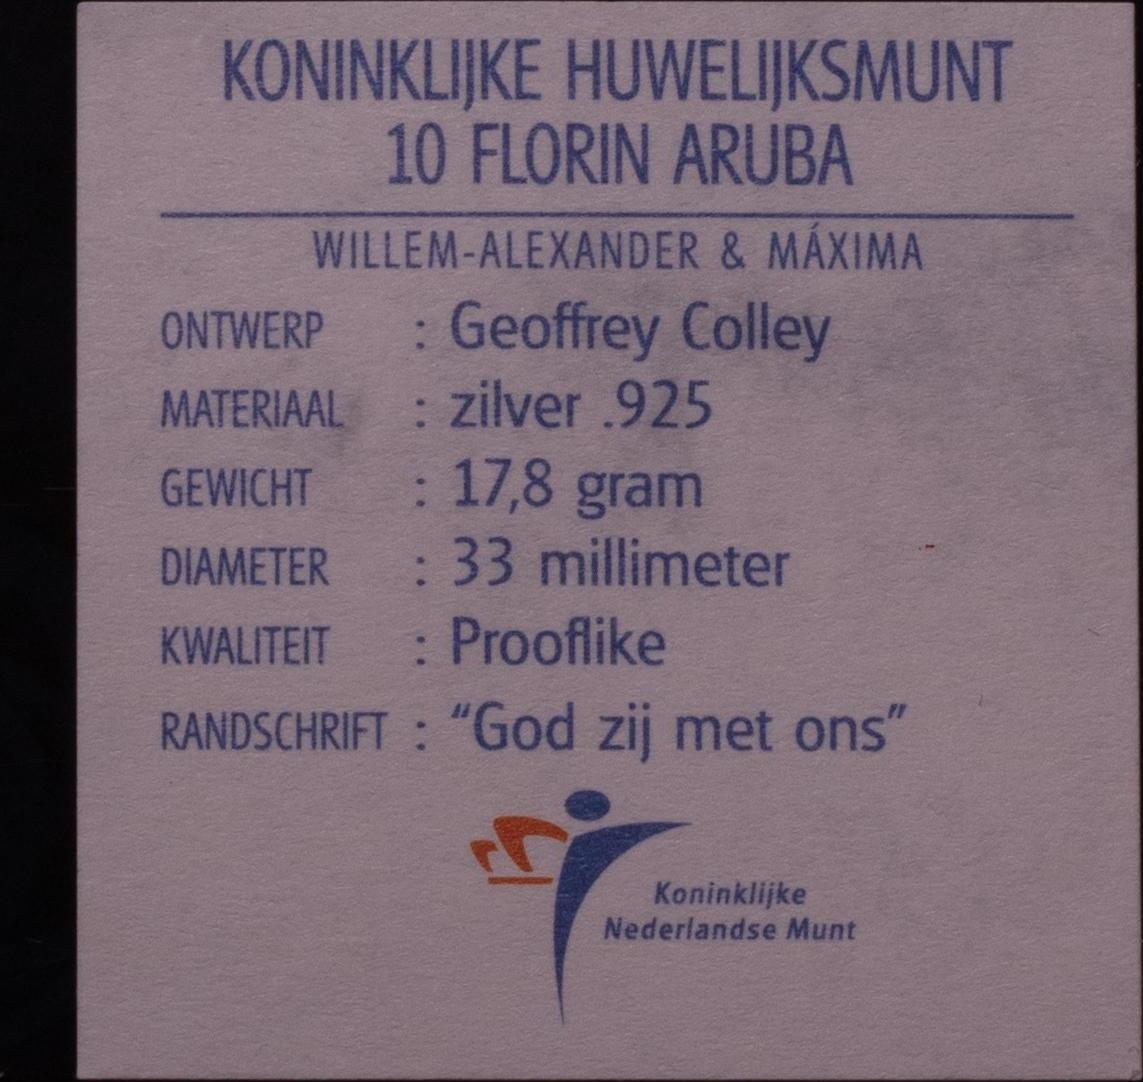 KONINKLIJKE HUWELIJKSMUNT
10 FLORIN ARUBA
WILLEM-ALEXANDER & MÁXIMA
ONTWERP : Geoffrey Colley
MATERIAAL : zilver .925
GEWICHT : 17,8 gram
DIAMETER : 33 millimeter
KWALITEIT : Prooflike
RANDSCHRIFT : “God zij met ons”
Koninklijke
Nederlandse Munt